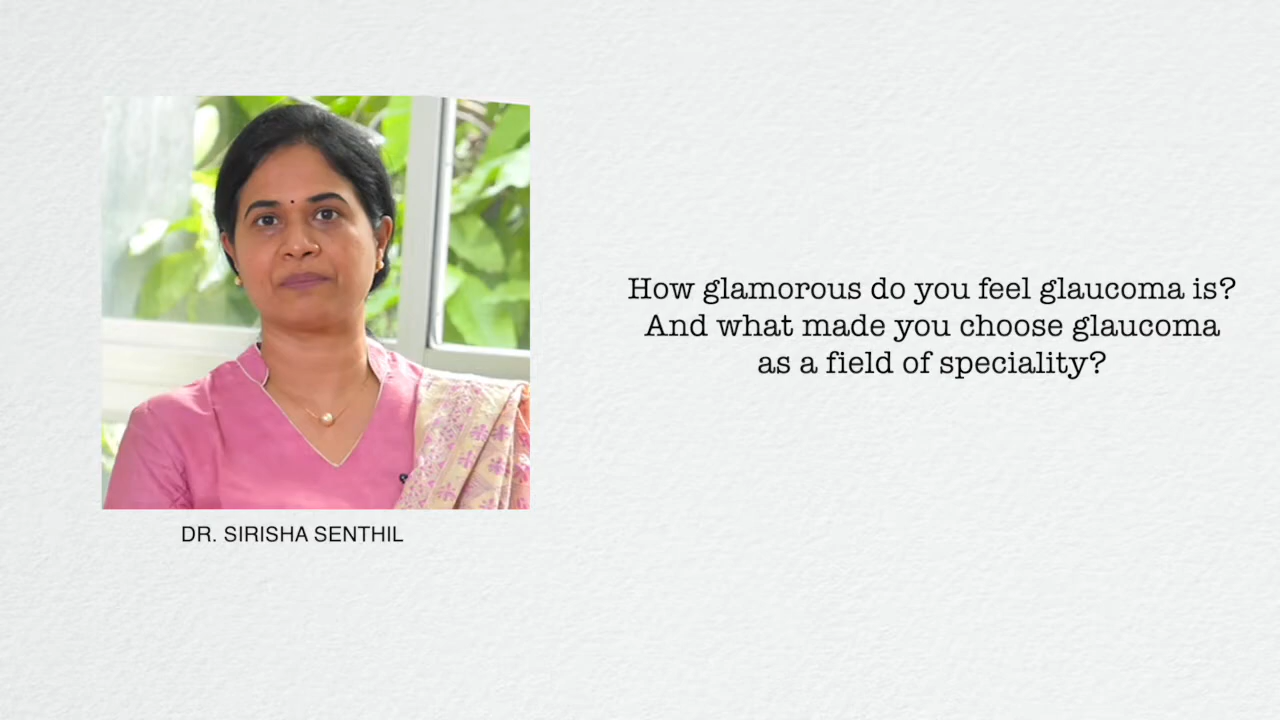 How glamorous do you feel glaucoma is?
And what made you choose glaucoma
as a field of speciality?
DR. SIRISHA SENTHIL